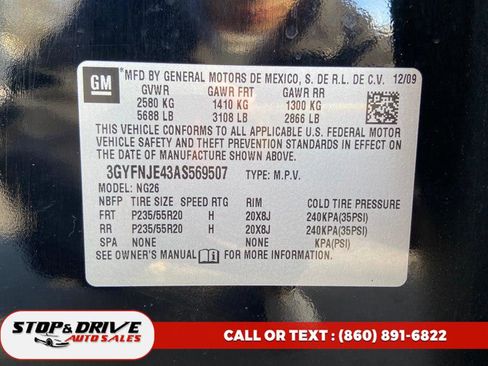 GM
*MFD BY GENERAL MOTORS DE MEXICO, S. DE R.L. DE C.V. 12/09
GVWR GAWR FRT GAWR RR
2580 KG 1410 KG 1300 KG
5688 LB 3108 LB 2866 LB
THIS VEHICLE CONFORMS TO ALL APPLICABLE U.S. FEDERAL MOTOR
VEHICLE SAFETY AND THEFT PREVENTION STANDARDS IN EFFECT ON
THE DATE OF MANUFACTURE SHOWN ABOVE.
3GYFNJE43AS569507 TYPE: M.P.V.
MODEL: NG26
NBFP TIRE SIZE SPEED RTG RIM COLD TIRE PRESSURE
FRT P235/55R20 H 20X8J 240KPA(35PSI)
RR P235/55R20 H 20X8J 240KPA(35PSI)
SPA NONE NONE KPA(PSI)
SEE OWNER'S MANUAL FOR MORE INFORMATION.
STOP&DRIVE
AUTO SALES
CALL OR TEXT : (860) 891-6822